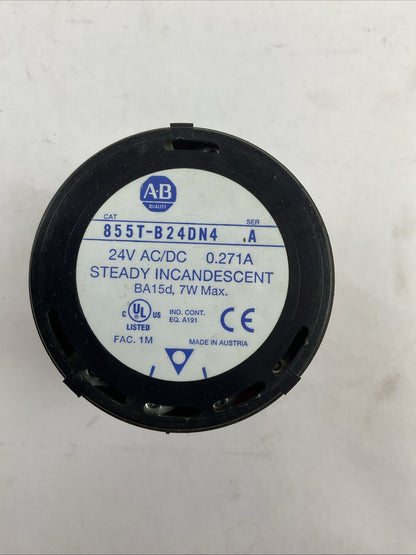 A-B
QUALITY
CAT SER
855T-B24DN4 A
24V AC/DC 0.271A
STEADY INCANDESCENT
BA15d, 7W Max.
C UL US
LISTED
IND. CONT.
EQ. A191
CE
FAC. 1M
MADE IN AUSTRIA